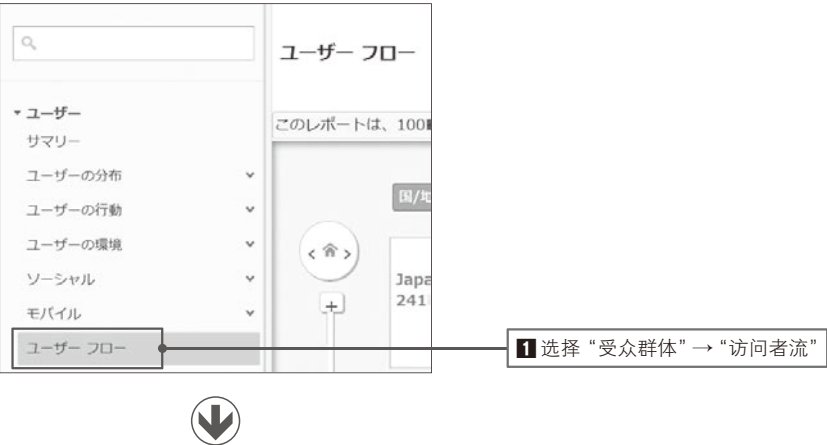 ユーザー フロー
ユーザー
このレポートは、100
サマリー
ユーザーの分布
国/地
ユーザーの行動
ユーザーの環境
ソーシャル
Japa
241
モバイル
ユーザー フロー
1 选择 “受众群体” → “访问者流”